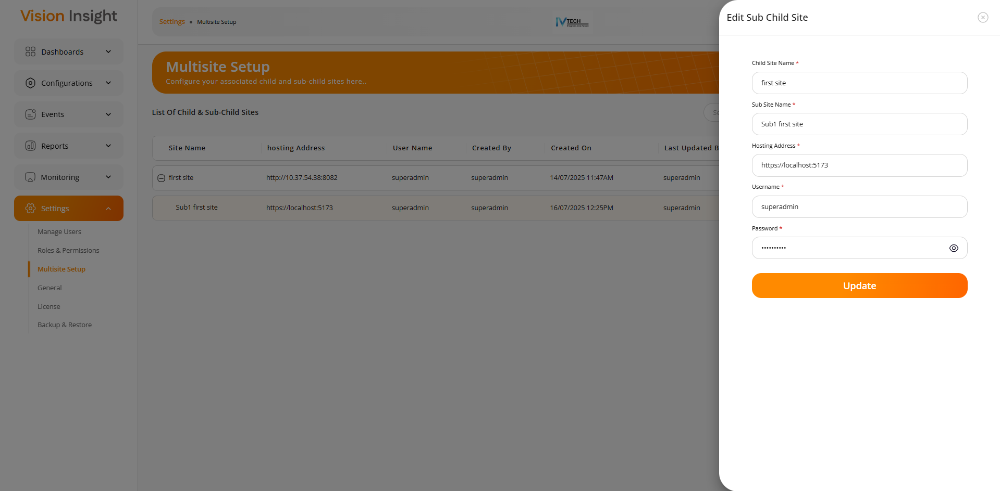 Vision Insight
Dashboards
Configurations
Events
Reports
Monitoring
Settings
Manage Users
Roles & Permissions
Multisite Setup
General
License
Backup & Restore
Settings • Multisite Setup
IVTECH
Multisite Setup
Configure your associated child and sub-child sites here..
List Of Child & Sub-Child Sites
Se
Site Name hosting Address User Name Created By Created On Last Updated B
first site http://10.37.54.38:8082 superadmin superadmin 14/07/2025 11:47AM superadmin
Sub1 first site https://localhost:5173 superadmin superadmin 16/07/2025 12:25PM superadmin
Edit Sub Child Site
Child Site Name *
first site
Sub Site Name *
Sub1 first site
Hosting Address *
https://localhost:5173
Username *
superadmin
Password *
••••••••••
Update